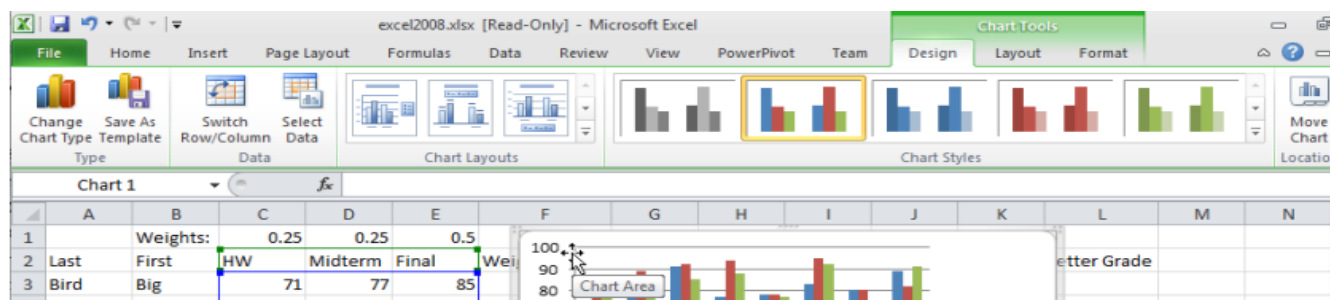 excel2008.xlsx [Read-Only] - Microsoft Excel
Chart Tools
File Home Insert Page Layout Formulas Data Review View PowerPivot Team Design Layout Format
Change Chart Type
Save As Template
Switch Row/Column
Select Data
Move Chart
Type Data Chart Layouts Chart Styles Locatio
Chart 1 fx
A B C D E F G H I J K L M N
1 Weights: 0.25 0.25 0.5
2 Last First HW Midterm Final Wei etter Grade
3 Bird Big 71 77 85
100
90
80
Chart Area